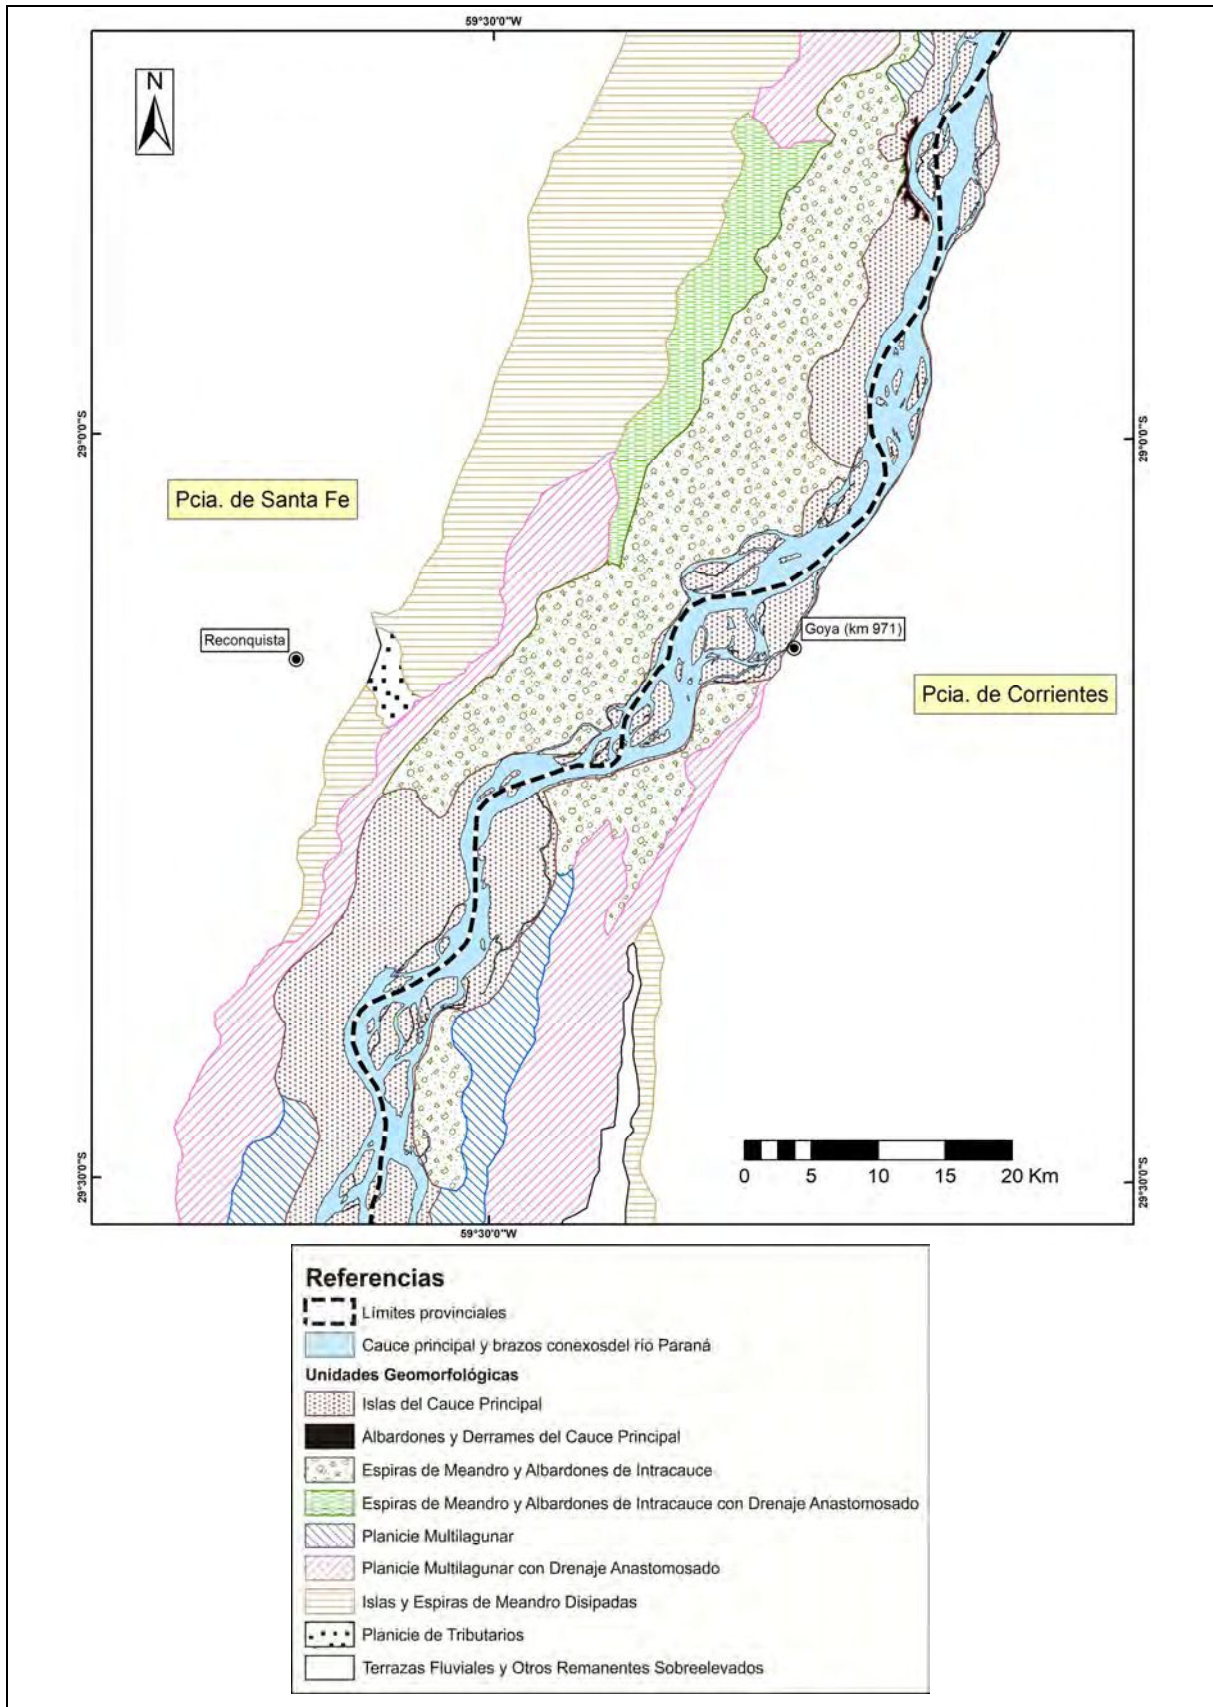 59°30'0"W
N
29°0'0"S
29°0'0"S
Pcia. de Santa Fe
Reconquista
Goya (km 971)
Pcia. de Corrientes
29°30'0"S
29°30'0"S
0 5 10 15 20 Km
59°30'0"W
Referencias
Límites provinciales
Cauce principal y brazos conexosdel río Paraná
Unidades Geomorfológicas
Islas del Cauce Principal
Albardones y Derrames del Cauce Principal
Espiras de Meandro y Albardones de Intracauce
Espiras de Meandro y Albardones de Intracauce con Drenaje Anastomosado
Planicie Multilagunar
Planicie Multilagunar con Drenaje Anastomosado
Islas y Espiras de Meandro Disipadas
Planicie de Tributarios
Terrazas Fluviales y Otros Remanentes Sobreelevados